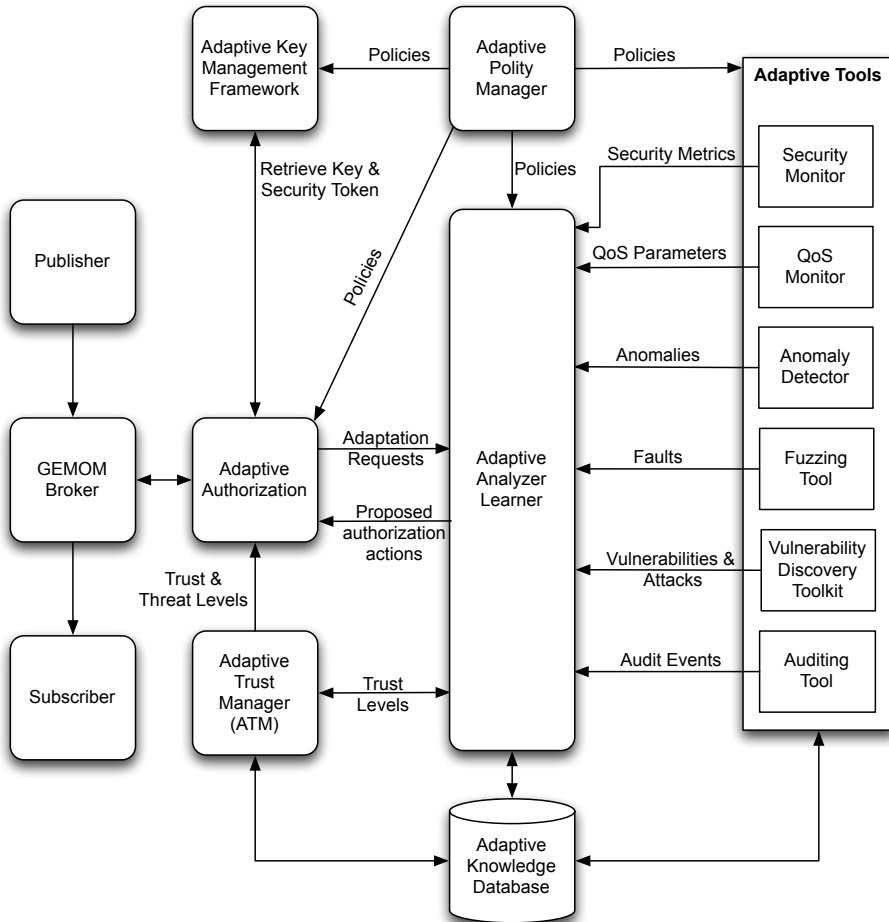 Adaptive Key
Management
Framework
Policies
Adaptive
Polity
Manager
Policies
Adaptive Tools
Retrieve Key &
Security Token
Policies
Security Metrics
Security
Monitor
Publisher
Policies
QoS Parameters
QoS
Monitor
Anomalies
Anomaly
Detector
GEMOM
Broker
Adaptive
Authorization
Adaptation
Requests
Adaptive
Analyzer
Learner
Faults
Fuzzing
Tool
Proposed
authorization
actions
Vulnerabilities &
Attacks
Vulnerability
Discovery
Toolkit
Trust &
Threat Levels
Subscriber
Adaptive
Trust
Manager
(ATM)
Trust
Levels
Audit Events
Auditing
Tool
Adaptive
Knowledge
Database